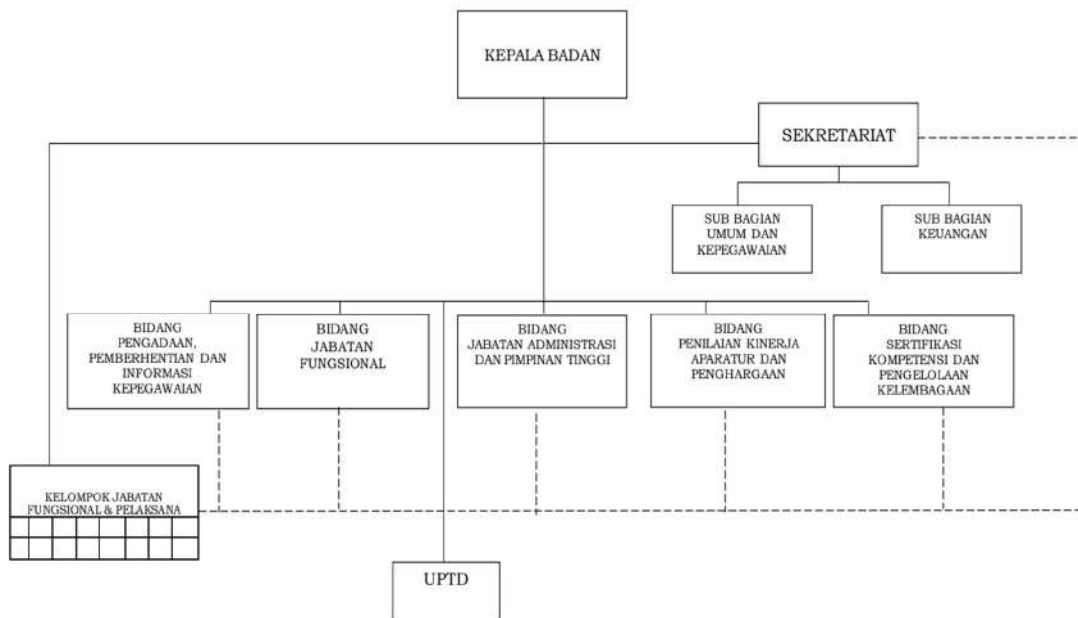 KEPALA BADAN
SEKRETARIAT
SUB BAGIAN
UMUM DAN
KEPEGAWAIAN
SUB BAGIAN
KEUANGAN
BIDANG
PENGADAAN,
PEMBERHENTIAN DAN
INFORMASI
KEPEGAWAIAN
BIDANG
JABATAN
FUNGSIONAL
BIDANG
JABATAN ADMINISTRASI
DAN PIMPINAN TINGGI
BIDANG
PENILAIAN KINERJA
APARATUR DAN
PENGHARGAAN
BIDANG
SERTIFIKASI
KOMPETENSI DAN
PENGELOLAAN
KELEMBAGAAN
KELOMPOK JABATAN
FUNGSIONAL & PELAKSANA
UPTD